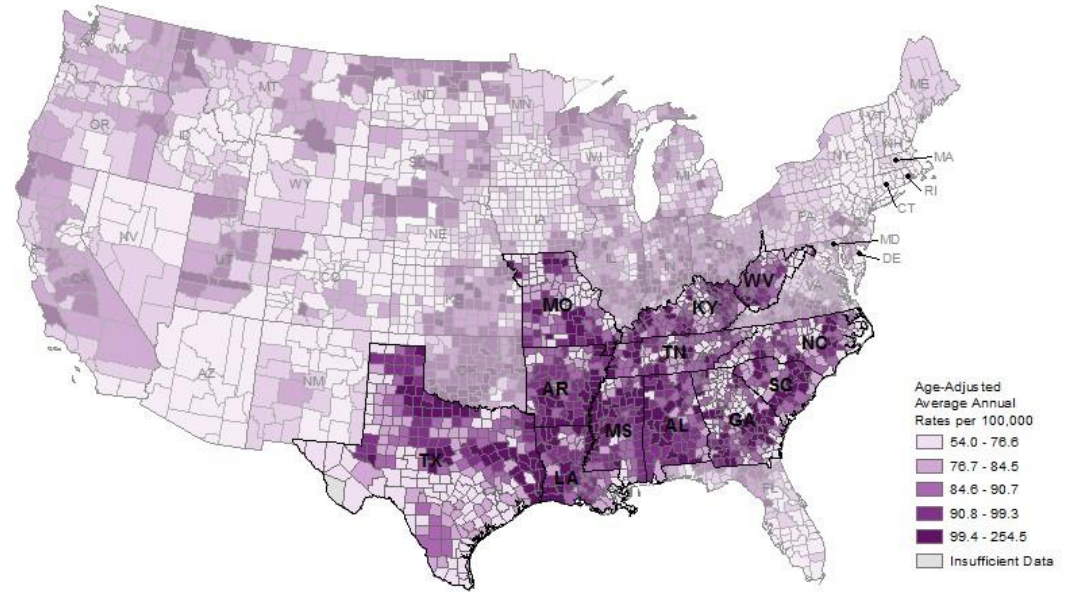 WA
MT
ND
MN
ME
OR
ID
VT
NH
WI
NY
MA
SD
MI
RI
WY
CT
IA
PA
NE
NV
OH
MD
IL
DE
UT
WV
CA
CO
VA
KS
MO
KY
NC
TN
AZ
NM
AR
SC
MS
AL
GA
TX
LA
FL
Age-Adjusted
Average Annual
Rates per 100,000
54.0 - 76.6
76.7 - 84.5
84.6 - 90.7
90.8 - 99.3
99.4 - 254.5
Insufficient Data